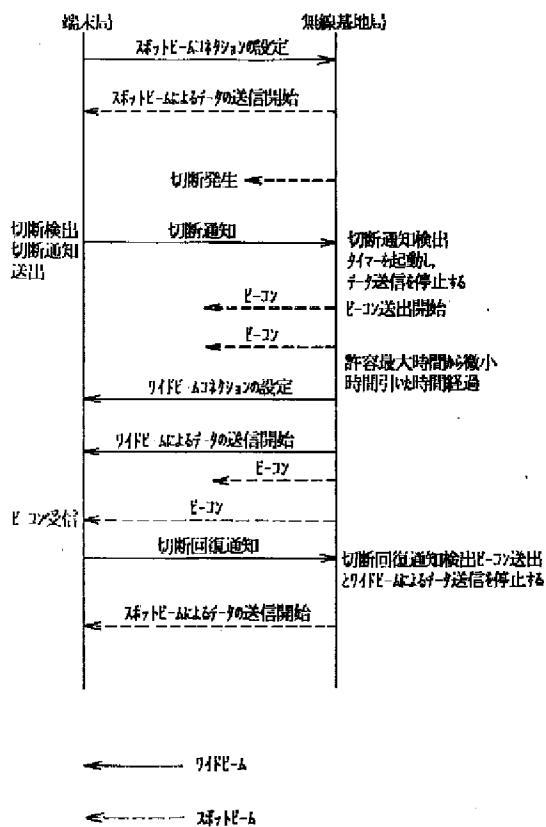 端末局
無線基地局
スポットビームコネクションの設定
スポットビームによるデータの送信開始
切断発生
切断検出
切断通知
送出
切断通知
切断通知検出
タイマーを起動し、
データ送信を停止する
ビーコン
ビーコン送出開始
ビーコン
許容最大時間から微小
時間引いた時間経過
ワイドビームコネクションの設定
ワイドビームによるデータの送信開始
ビーコン
ビーコン受信
ビーコン
切断回復通知
切断回復通知検出ビーコン送出
とワイドビームによるデータ送信を停止する
スポットビームによるデータの送信開始
ワイドビーム
スポットビーム